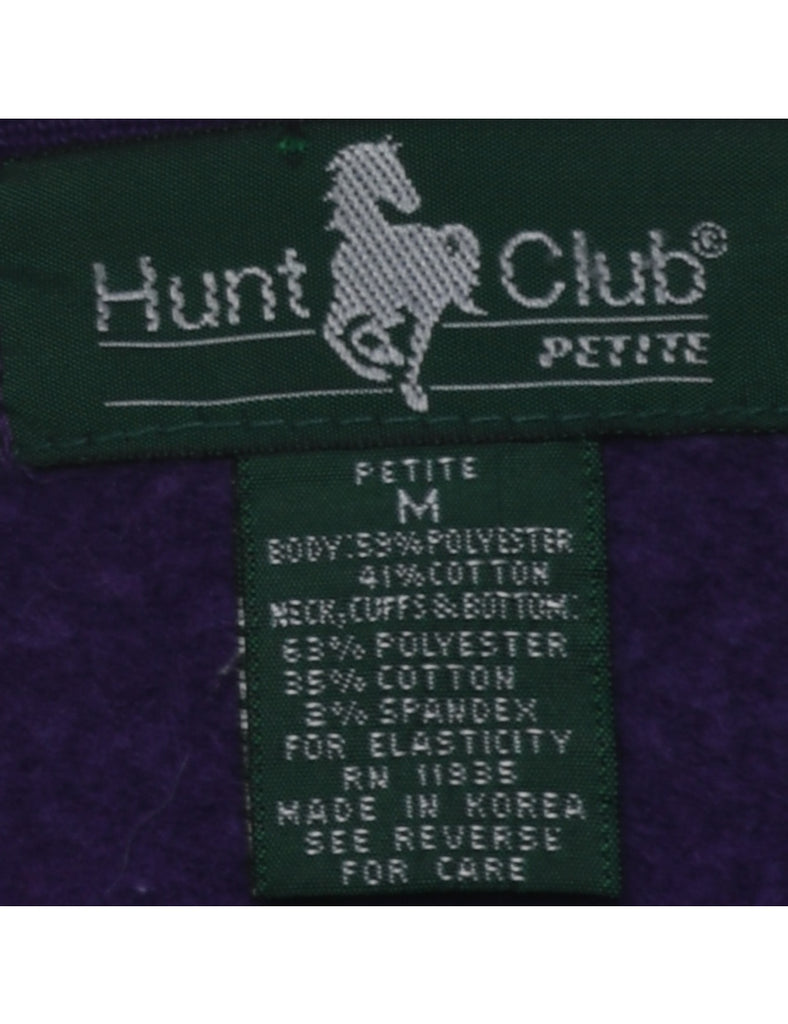 Hunt Club®
PETITE
PETITE
M
BODY: 59% POLYESTER
41% COTTON
NECK, CUFFS & BOTTOM:
63% POLYESTER
35% COTTON
2% SPANDEX
FOR ELASTICITY
RN 11935
MADE IN KOREA
SEE REVERSE
FOR CARE